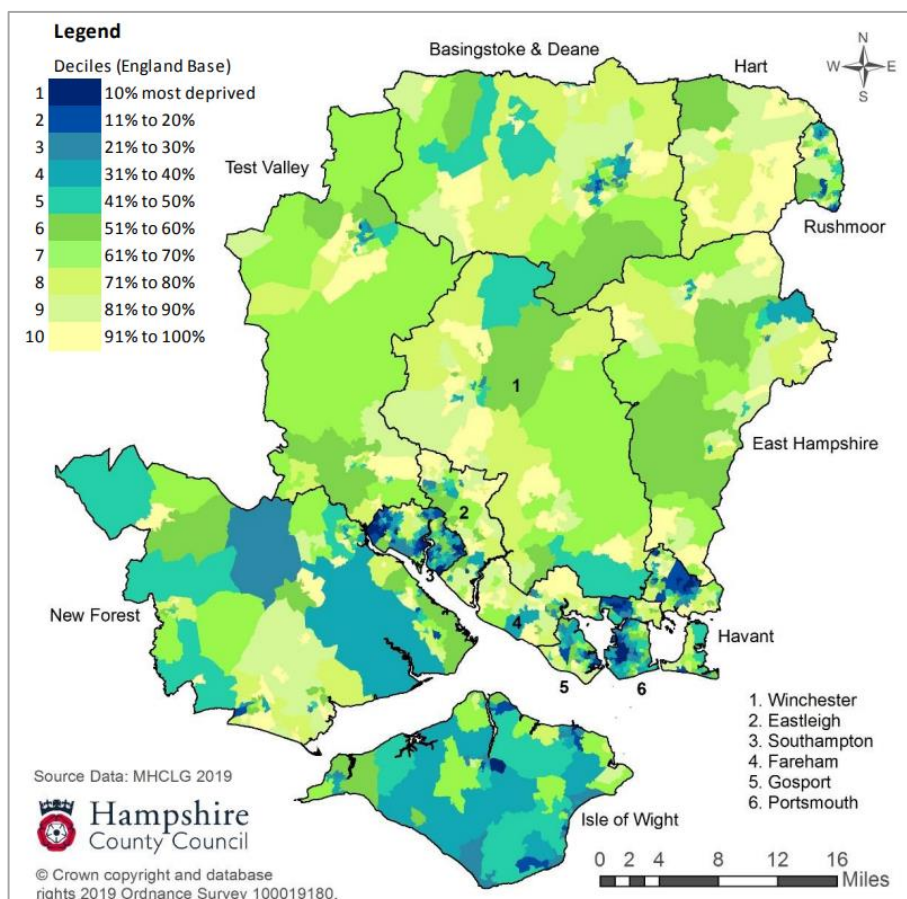 Legend
Deciles (England Base)
1 10% most deprived
2 11% to 20%
3 21% to 30%
4 31% to 40%
5 41% to 50%
6 51% to 60%
7 61% to 70%
8 71% to 80%
9 81% to 90%
10 91% to 100%
Basingstoke & Deane
Hart
N
W E
S
Test Valley
Rushmoor
1
East Hampshire
2
3
New Forest
4
Havant
5
6
1. Winchester
2. Eastleigh
3. Southampton
4. Fareham
5. Gosport
6. Portsmouth
Isle of Wight
Source Data: MHCLG 2019
Hampshire
County Council
© Crown copyright and database
rights 2019 Ordnance Survey 100019180.
0 2 4 8 12 16
Miles